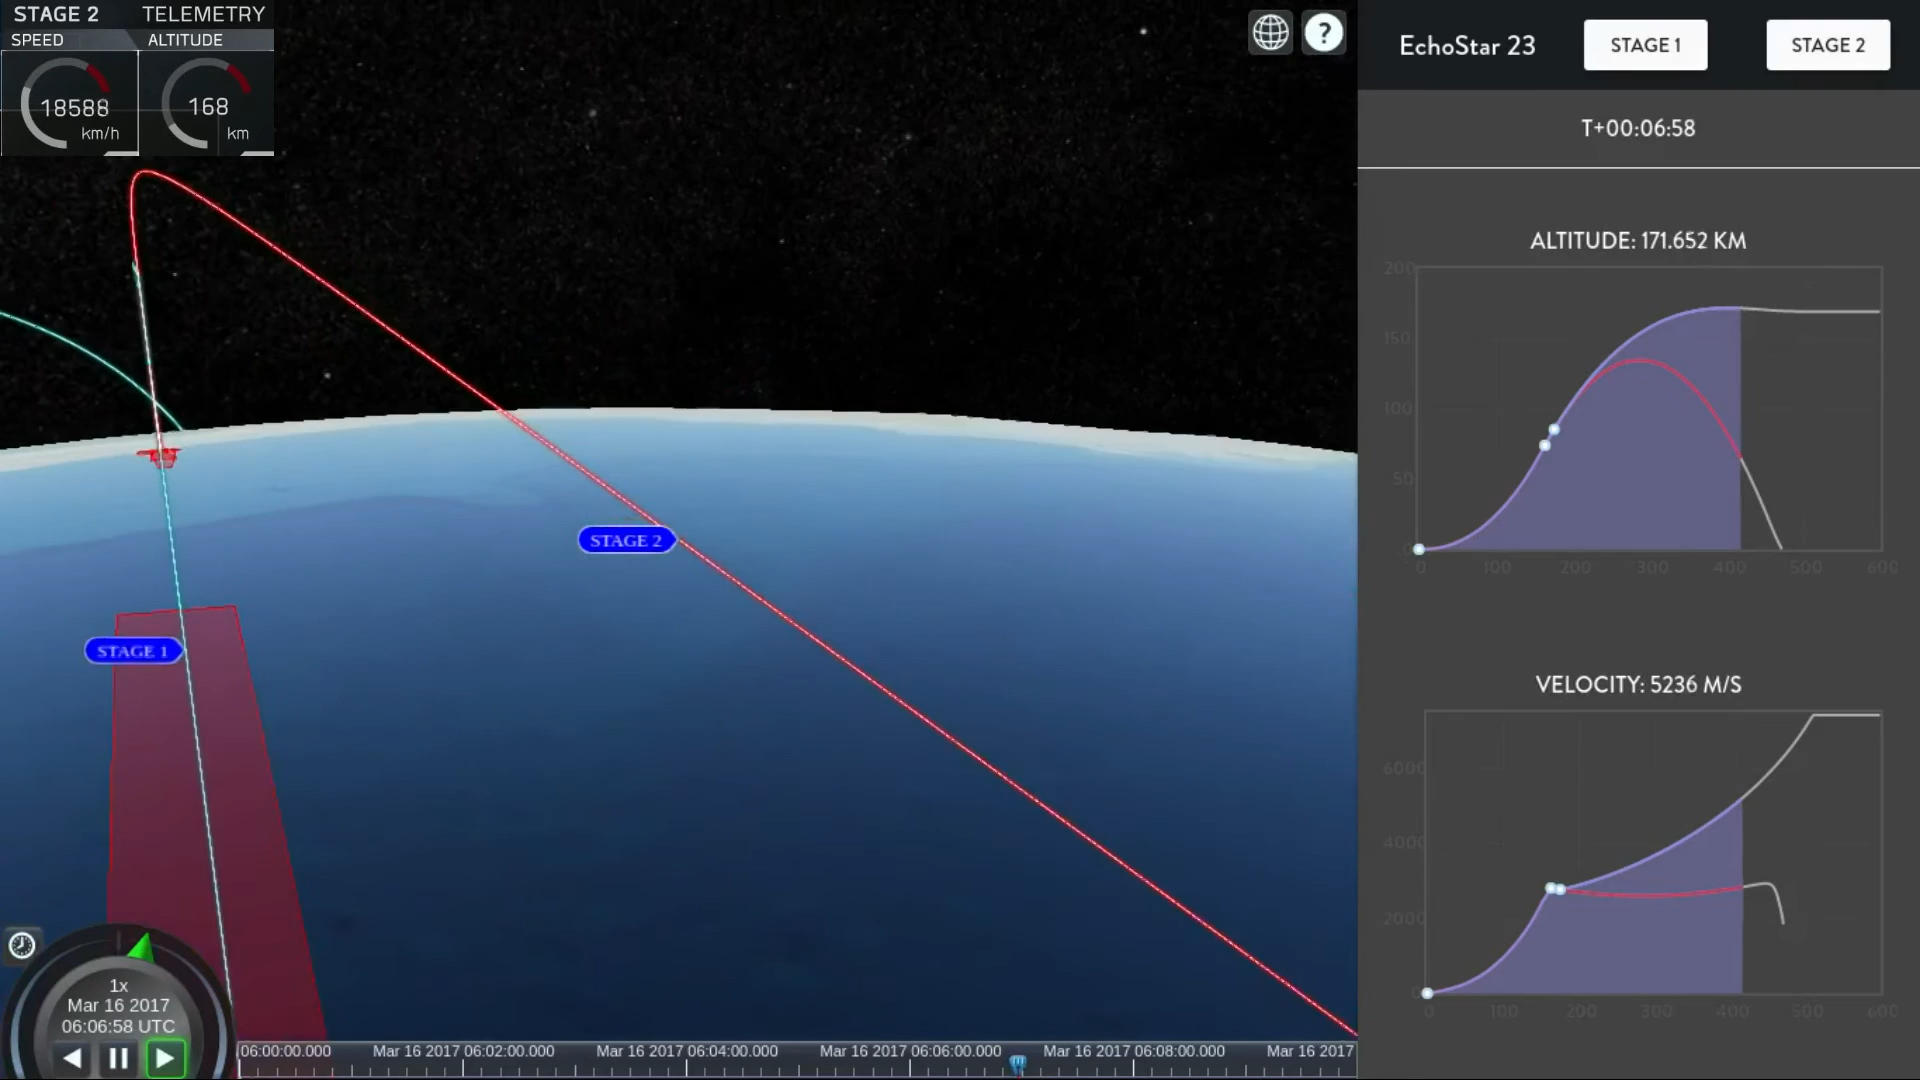 STAGE 2 TELEMETRY
SPEED ALTITUDE
18588 168
km/h km
?
EchoStar 23 STAGE 1 STAGE 2
T+00:06:58
ALTITUDE: 171.652 KM
200
150
100
50
0
0 100 200 300 400 500 600
STAGE 2
STAGE 1
VELOCITY: 5236 M/S
6000
4000
2000
0
0 100 200 300 400 500 600
1x
Mar 16 2017
06:06:58 UTC
06:00:00.000 Mar 16 2017 06:02:00.000 Mar 16 2017 06:04:00.000 Mar 16 2017 06:06:00.000 Mar 16 2017 06:08:00.000 Mar 16 2017